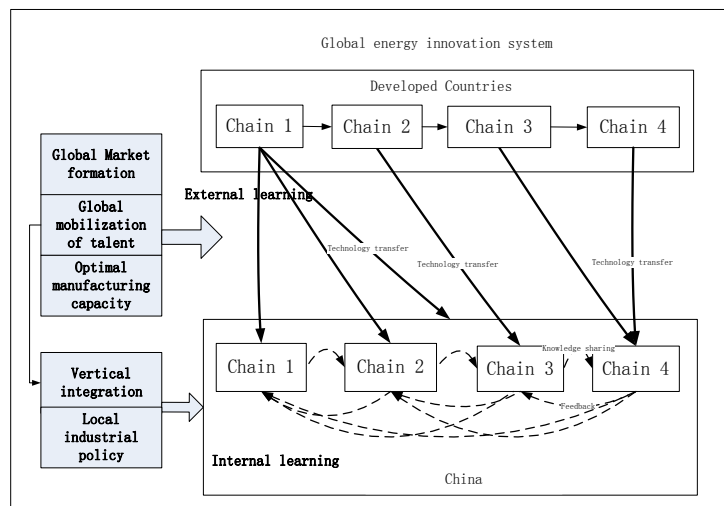 Global energy innovation system
Developed Countries
Chain 1
Chain 2
Chain 3
Chain 4
Global Market
formation
Global
mobilization
of talent
Optimal
manufacturing
capacity
External learning
Technology transfer
Technology transfer
Technology transfer
Vertical
integration
Local
industrial
policy
Chain 1
Chain 2
Chain 3
Chain 4
Knowledge sharing
Feedback
Internal learning
China